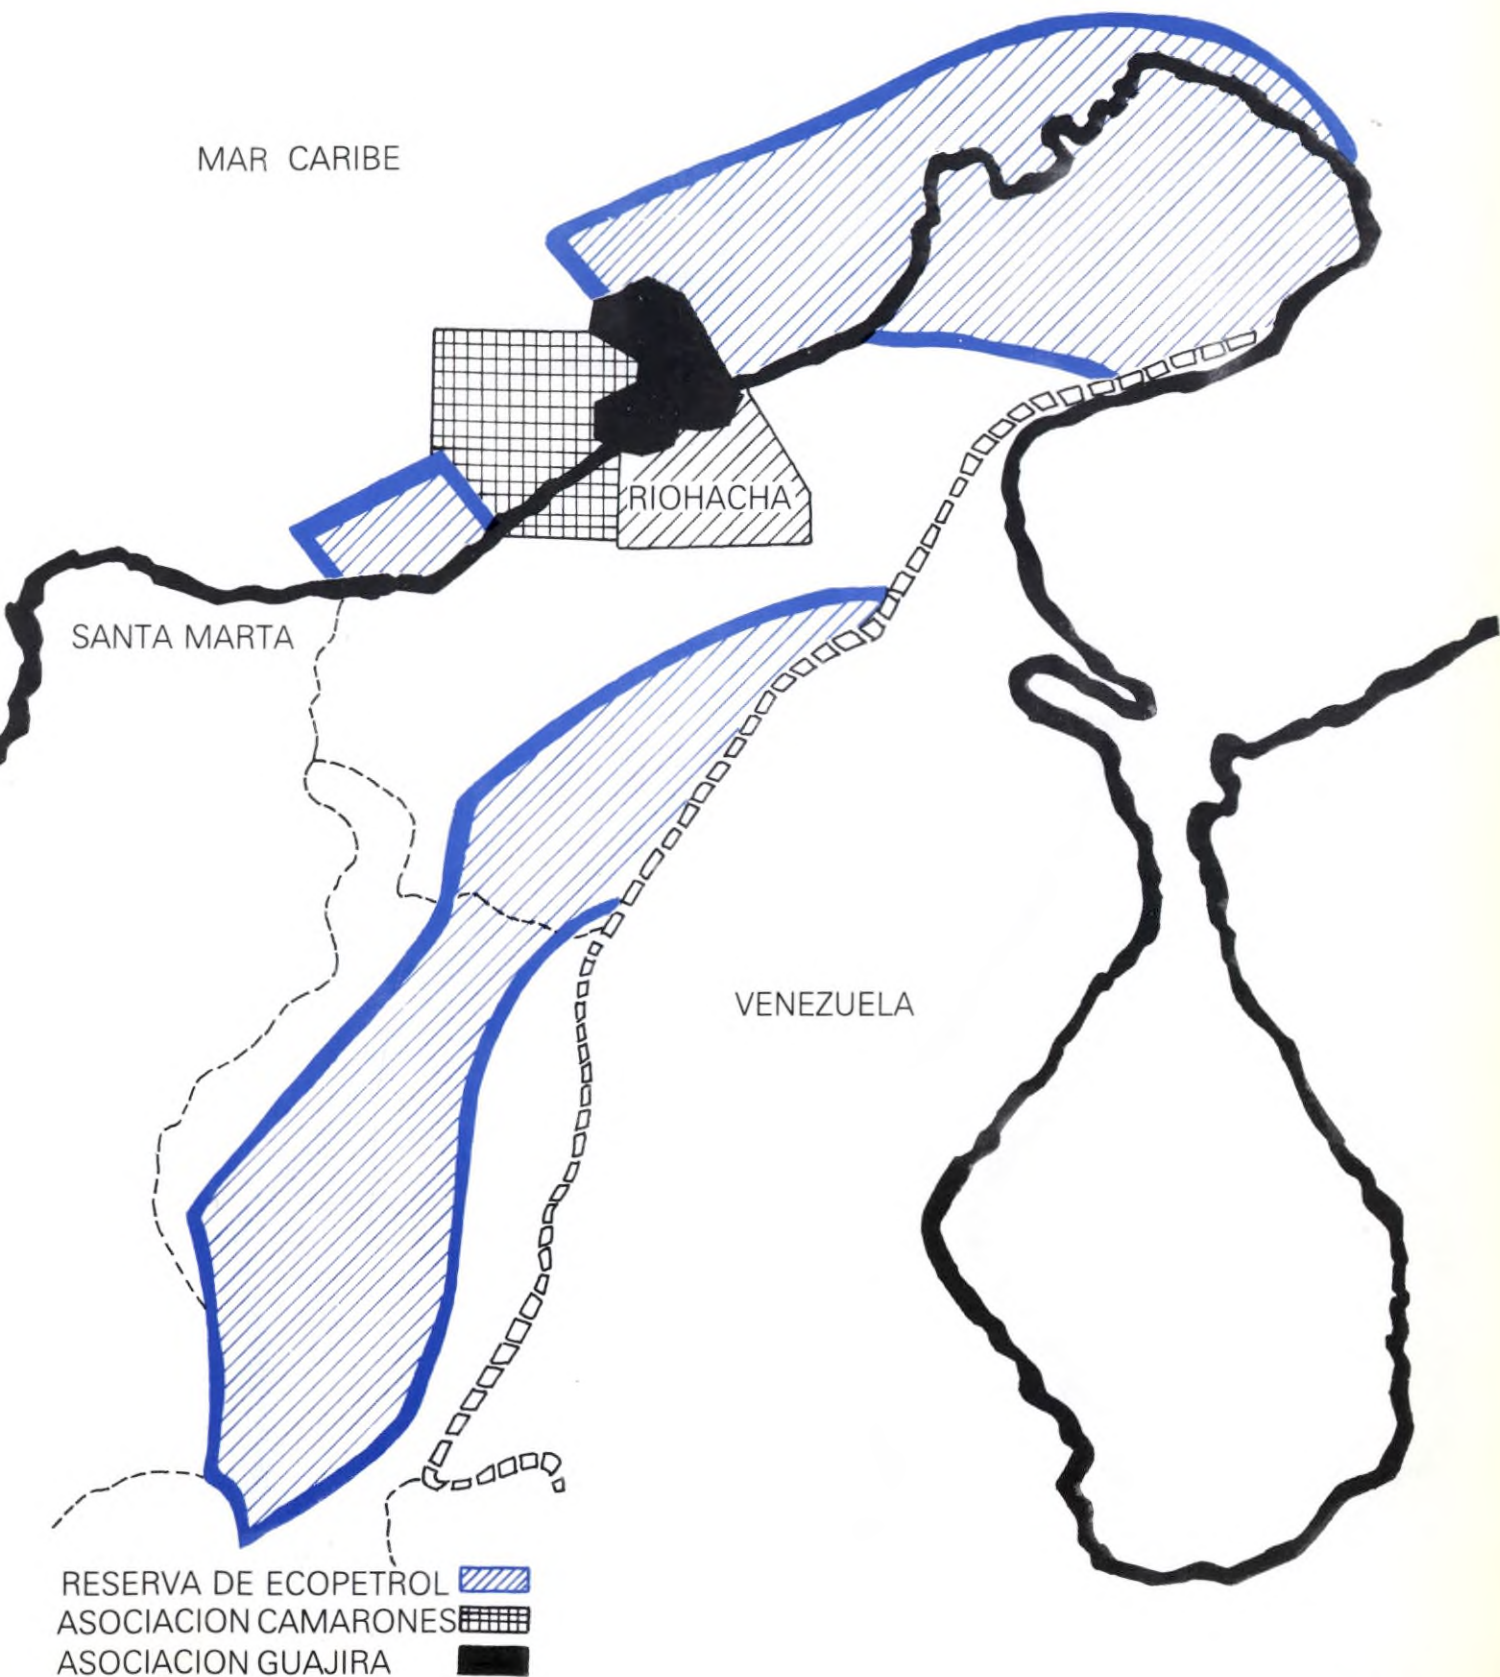 MAR CARIBE
RIOHACHA
SANTA MARTA
VENEZUELA
RESERVA DE ECOPETROL
ASOCIACION CAMARONES
ASOCIACION GUAJIRA